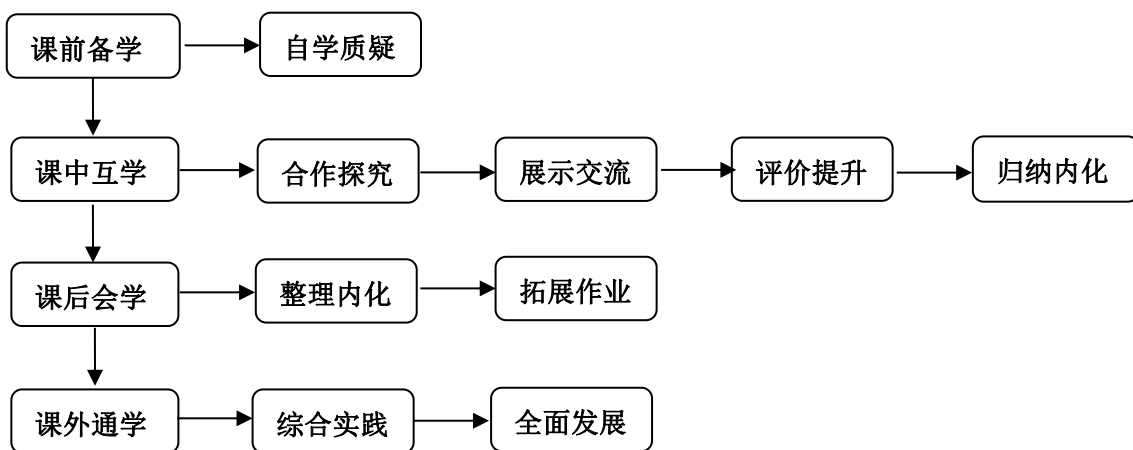 课前备学 自学质疑
课中互学 合作探究 展示交流 评价提升 归纳内化
课后会学 整理内化 拓展作业
课外通学 综合实践 全面发展